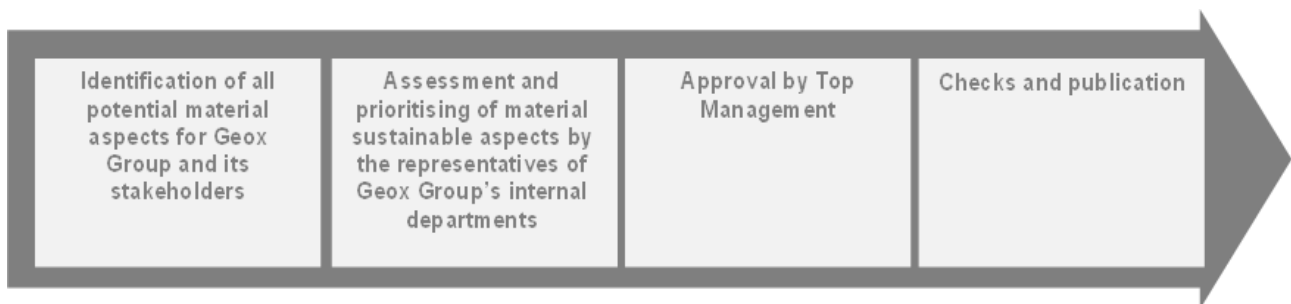 Identification of all
potential material
aspects for Geox
Group and its
stakeholders
Assessment and
prioritising of material
sustainable aspects by
the representatives of
Geox Group's internal
departments
Approval by Top
Management
Checks and publication